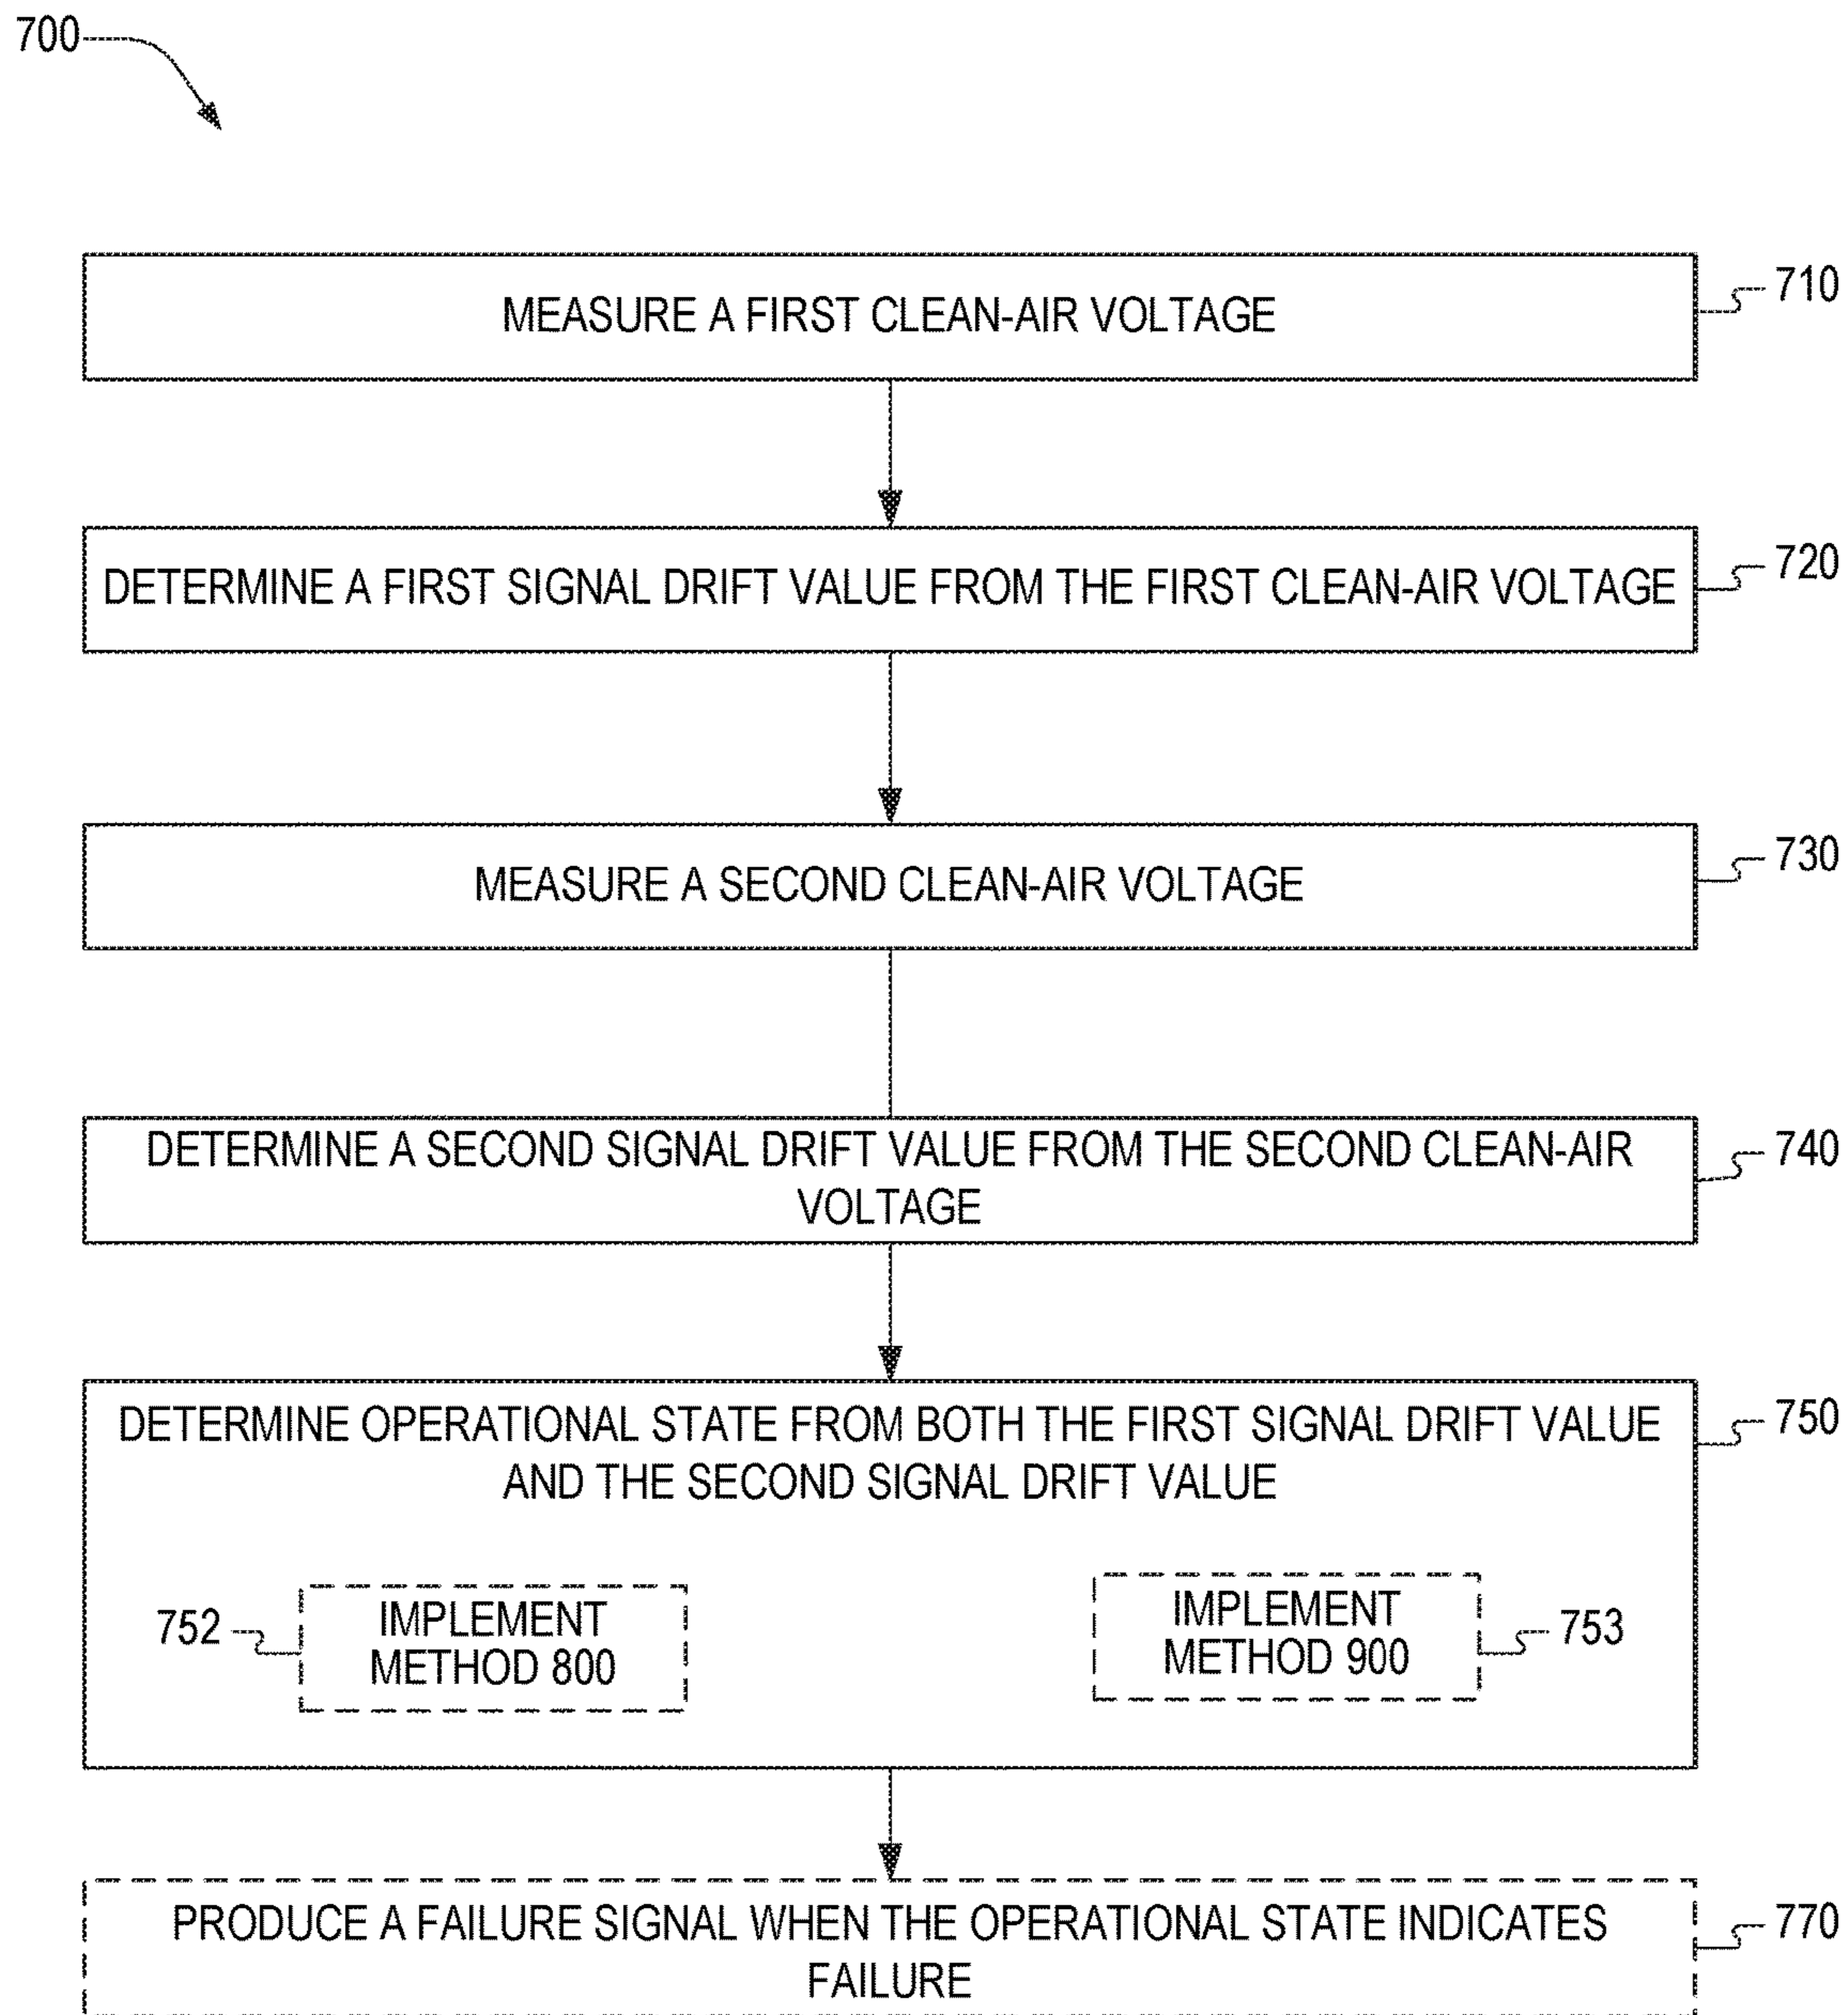 700
MEASURE A FIRST CLEAN-AIR VOLTAGE
710
DETERMINE A FIRST SIGNAL DRIFT VALUE FROM THE FIRST CLEAN-AIR VOLTAGE
720
MEASURE A SECOND CLEAN-AIR VOLTAGE
730
DETERMINE A SECOND SIGNAL DRIFT VALUE FROM THE SECOND CLEAN-AIR
VOLTAGE
740
DETERMINE OPERATIONAL STATE FROM BOTH THE FIRST SIGNAL DRIFT VALUE
AND THE SECOND SIGNAL DRIFT VALUE
750
752
IMPLEMENT
METHOD 800
IMPLEMENT
METHOD 900
753
PRODUCE A FAILURE SIGNAL WHEN THE OPERATIONAL STATE INDICATES
FAILURE
770